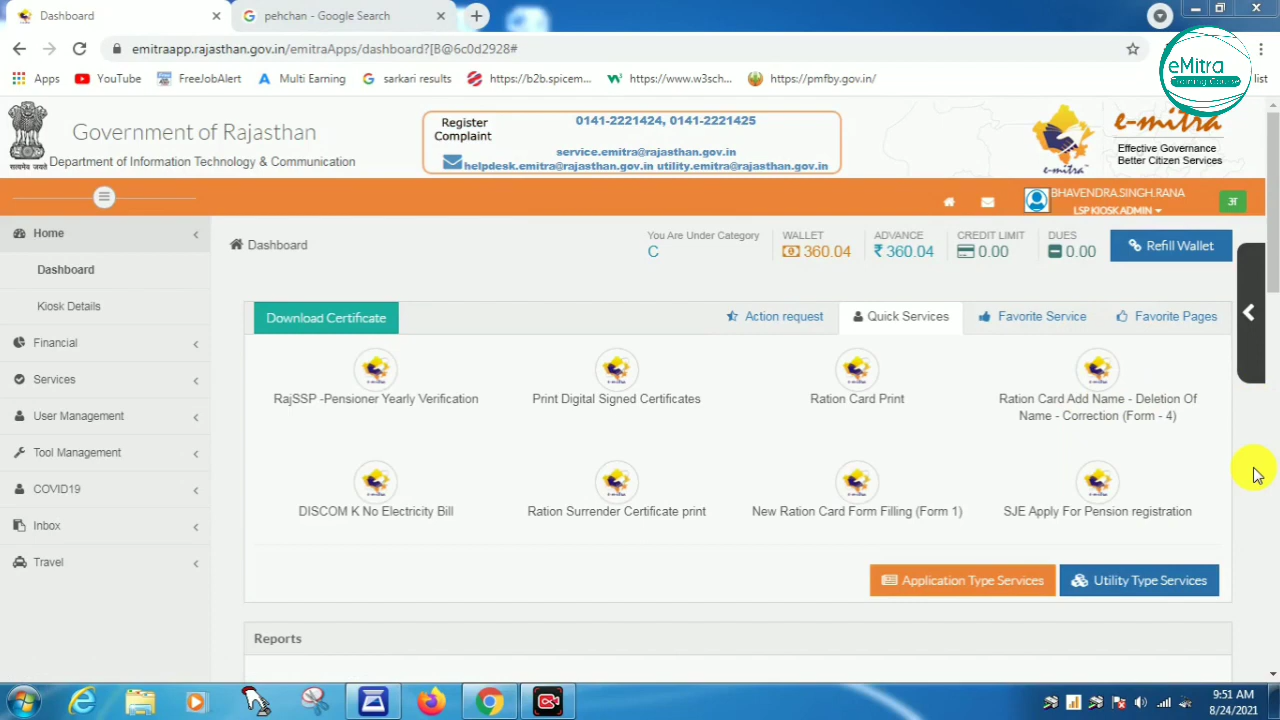 Dashboard
pehchan - Google Search
emitraapp.rajasthan.gov.in/emitraApps/dashboard?[B@6c0d2928#
Apps
YouTube
FreeJobAlert
Multi Earning
sarkari results
https://b2b.spicem...
https://www.w3sch...
https://pmfby.gov.in/
list
eMitra
Training Course
Government of Rajasthan
Department of Information Technology & Communication
सत्यमेव जयते
Register
Complaint
0141-2221424, 0141-2221425
service.emitra@rajasthan.gov.in
helpdesk.emitra@rajasthan.gov.in utility.emitra@rajasthan.gov.in
e-mitra
e-mitra
Effective Governance
Better Citizen Services
BHAVENDRA.SINGH.RANA
LSP KIOSK ADMIN
अ
Home
Dashboard
Kiosk Details
Financial
Services
User Management
Tool Management
COVID19
Inbox
Travel
Dashboard
You Are Under Category
C
WALLET
360.04
ADVANCE
₹ 360.04
CREDIT LIMIT
0.00
DUES
0.00
Refill Wallet
Download Certificate
Action request
Quick Services
Favorite Service
Favorite Pages
RajSSP -Pensioner Yearly Verification
Print Digital Signed Certificates
Ration Card Print
Ration Card Add Name - Deletion Of
Name - Correction (Form - 4)
DISCOM K No Electricity Bill
Ration Surrender Certificate print
New Ration Card Form Filling (Form 1)
SJE Apply For Pension registration
Application Type Services
Utility Type Services
Reports
9:51 AM
8/24/2021